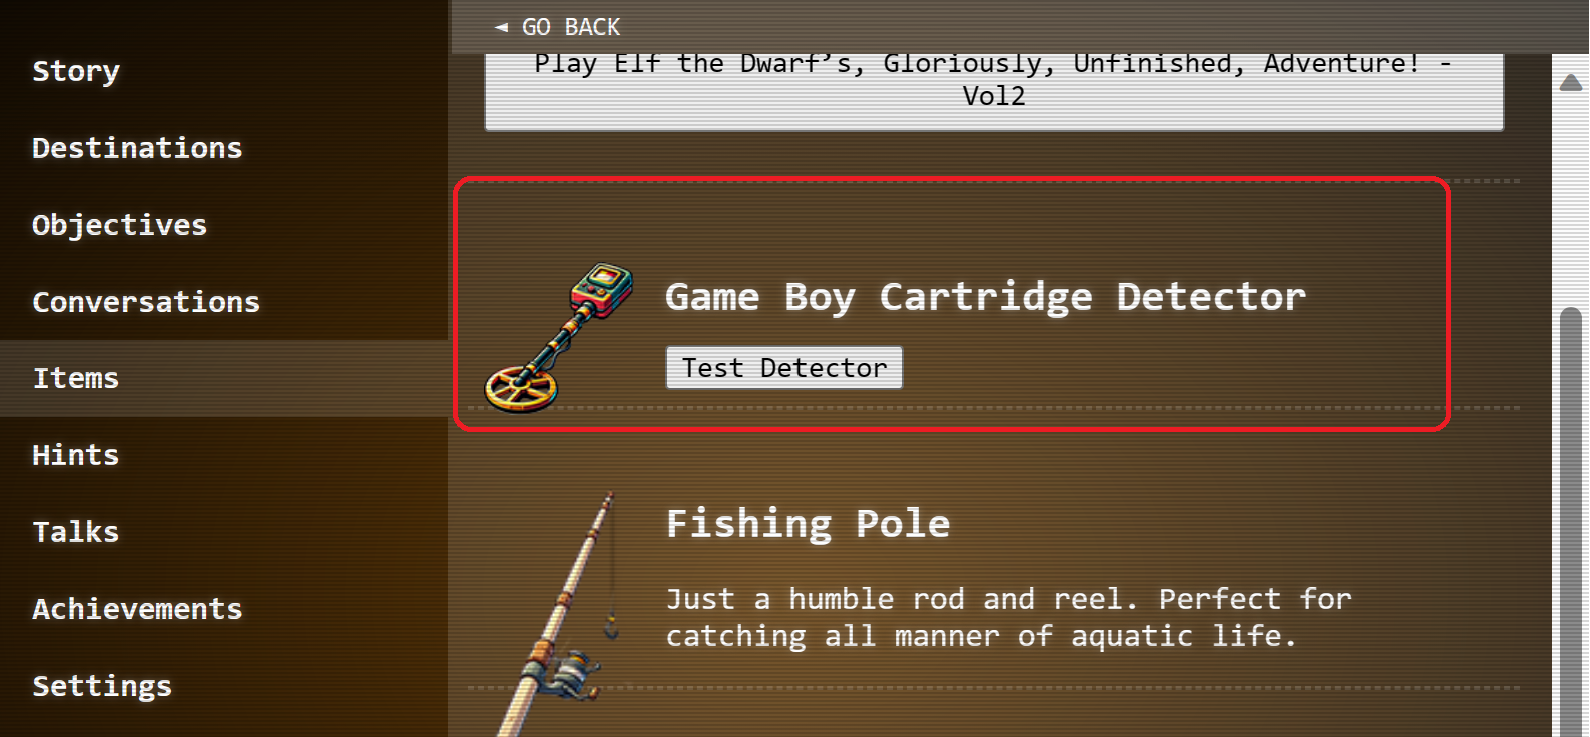 ◄ GO BACK
Story
Destinations
Objectives
Conversations
Items
Hints
Talks
Achievements
Settings
Play Elf the Dwarf’s, Gloriously, Unfinished, Adventure! -
Vol2
Game Boy Cartridge Detector
Test Detector
Fishing Pole
Just a humble rod and reel. Perfect for
catching all manner of aquatic life.